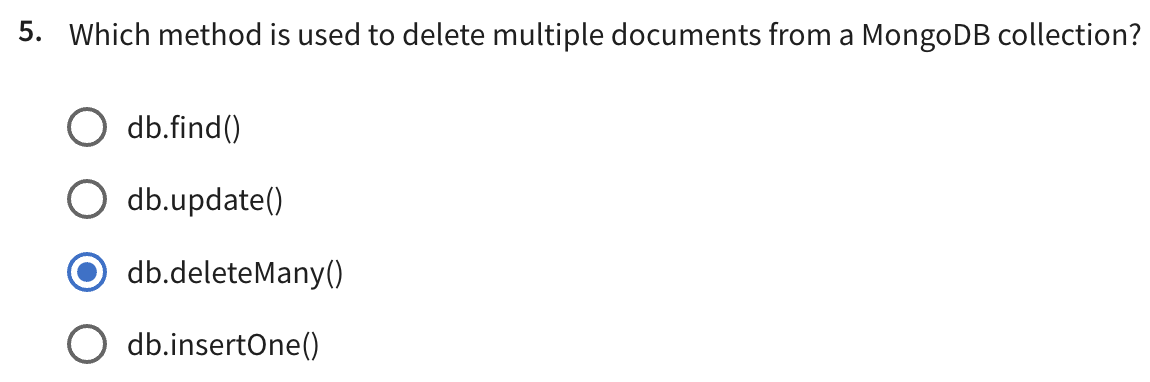 5. Which method is used to delete multiple documents from a MongoDB collection?
db.find()
db.update()
db.deleteMany()
db.insertOne()